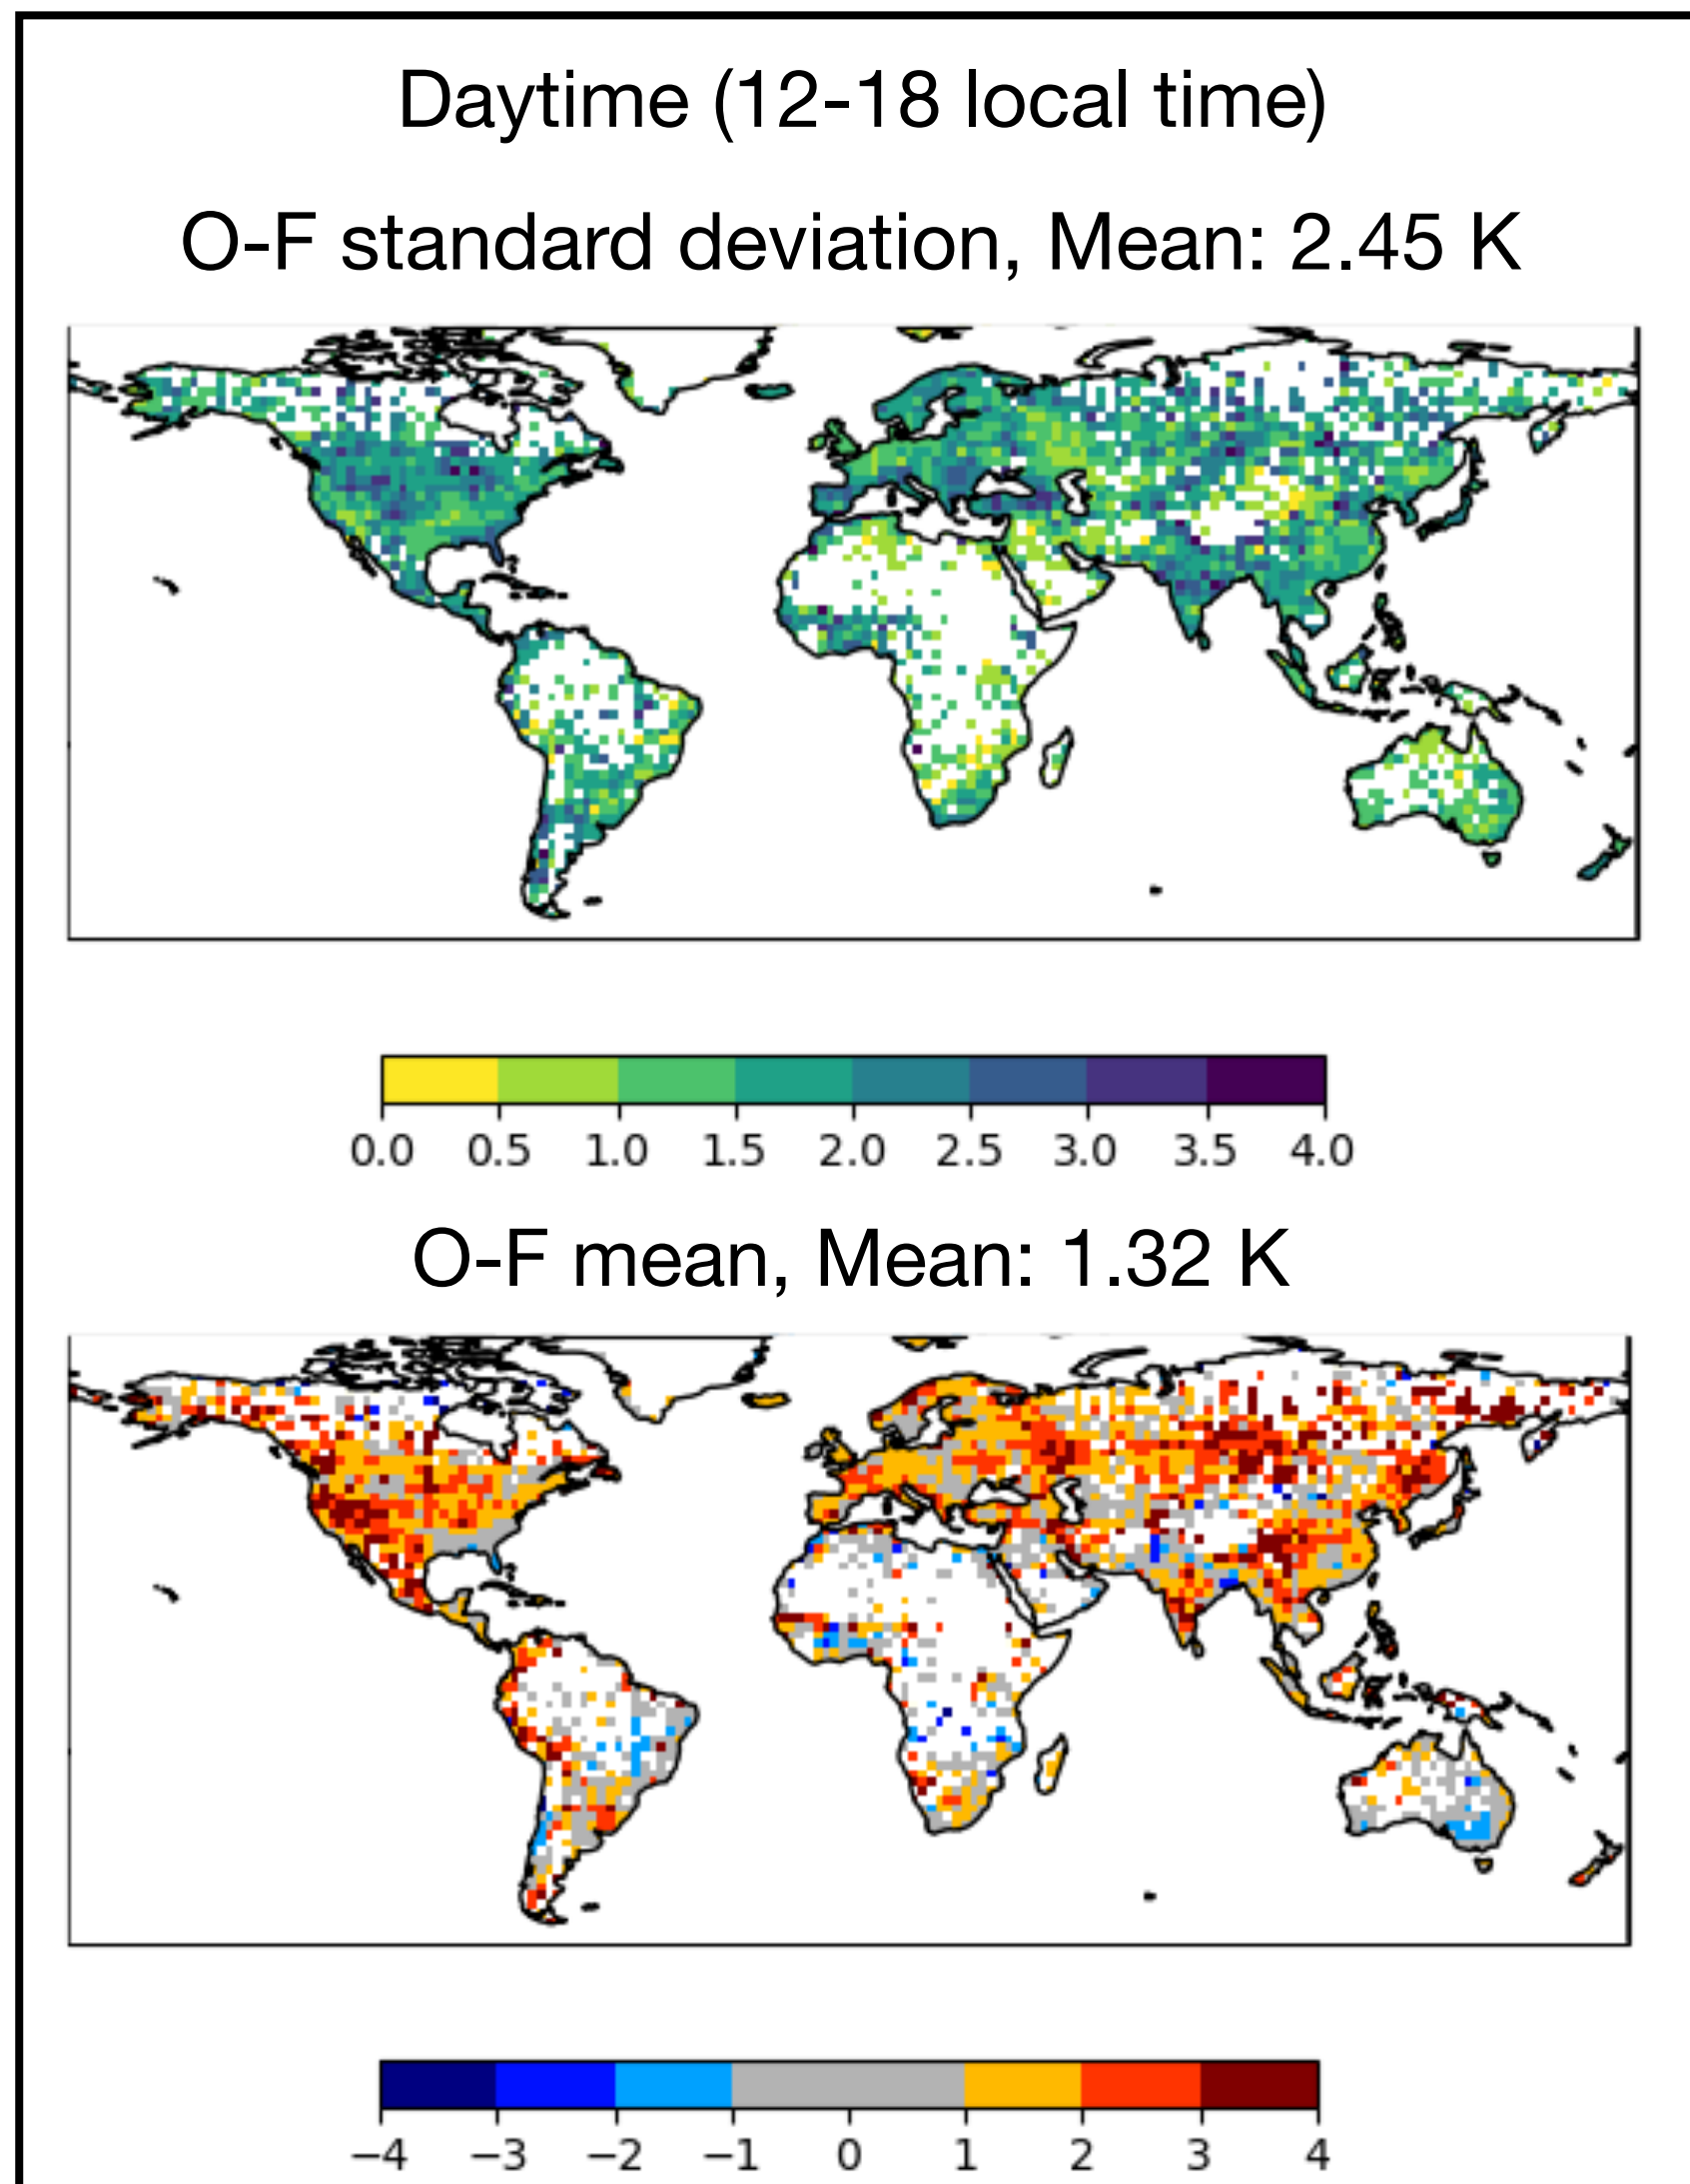 Daytime (12-18 local time)
O-F standard deviation, Mean: 2.45 K
0.0 0.5 1.0 1.5 2.0 2.5 3.0 3.5 4.0
O-F mean, Mean: 1.32 K
−4 −3 −2 −1 0 1 2 3 4